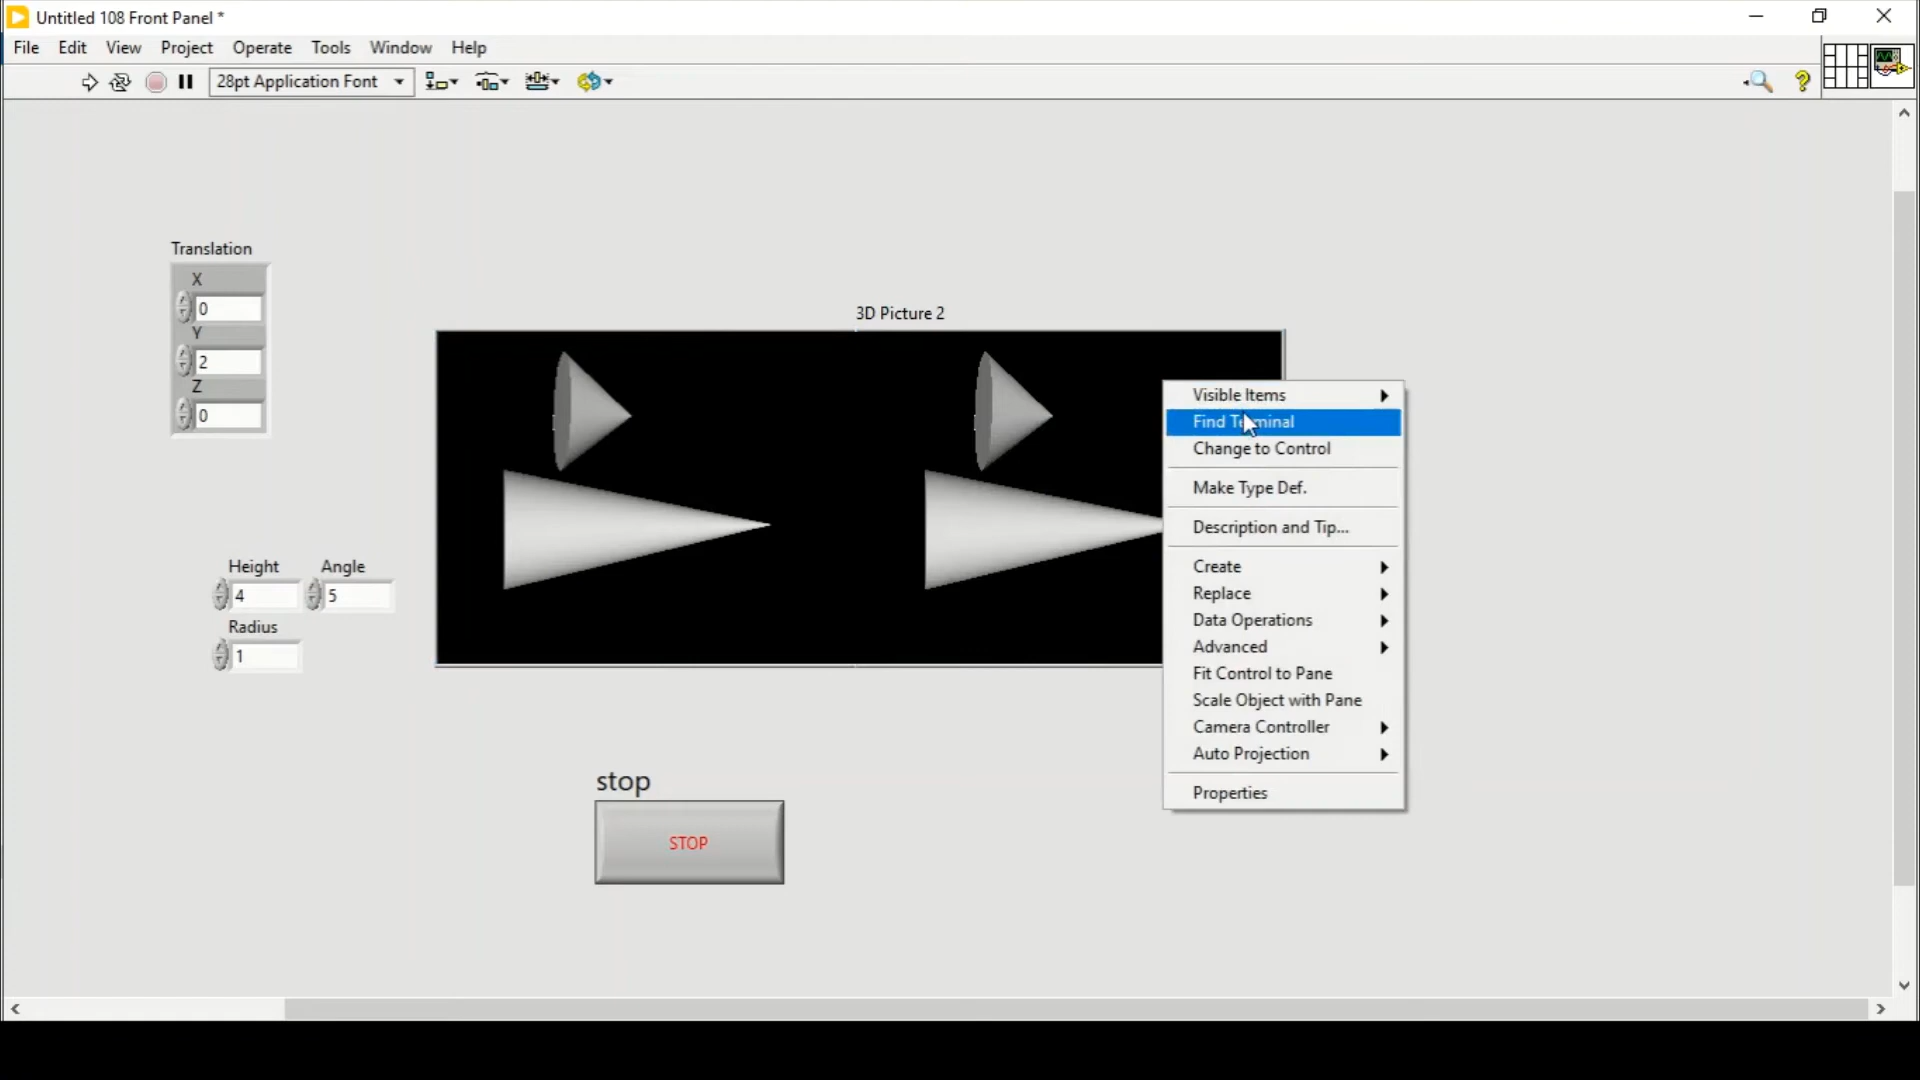 Untitled 108 Front Panel *
File Edit View Project Operate Tools Window Help
28pt Application Font
?
Translation
X
0
Y
2
Z
0
3D Picture 2
Height Angle
4 5
Radius
1
stop
STOP
Visible Items
Find Terminal
Change to Control
Make Type Def.
Description and Tip...
Create
Replace
Data Operations
Advanced
Fit Control to Pane
Scale Object with Pane
Camera Controller
Auto Projection
Properties